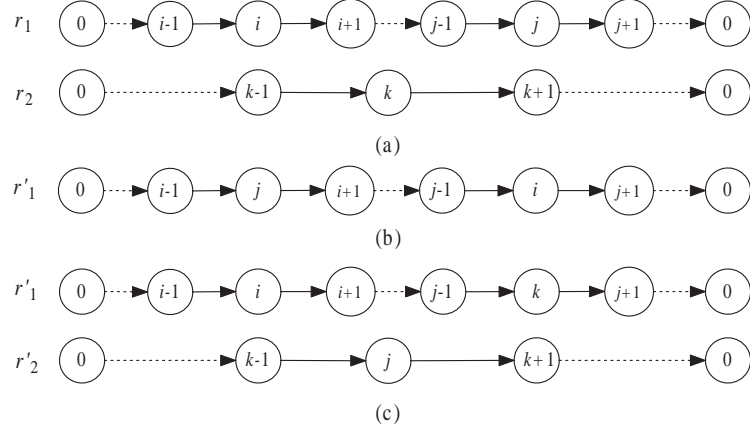 r1 0 i-1 i i+1 j-1 j j+1 0
r2 0 k-1 k k+1 0
(a)
r'1 0 i-1 j i+1 j-1 i j+1 0
(b)
r'1 0 i-1 i i+1 j-1 k j+1 0
r'2 0 k-1 j k+1 0
(c)